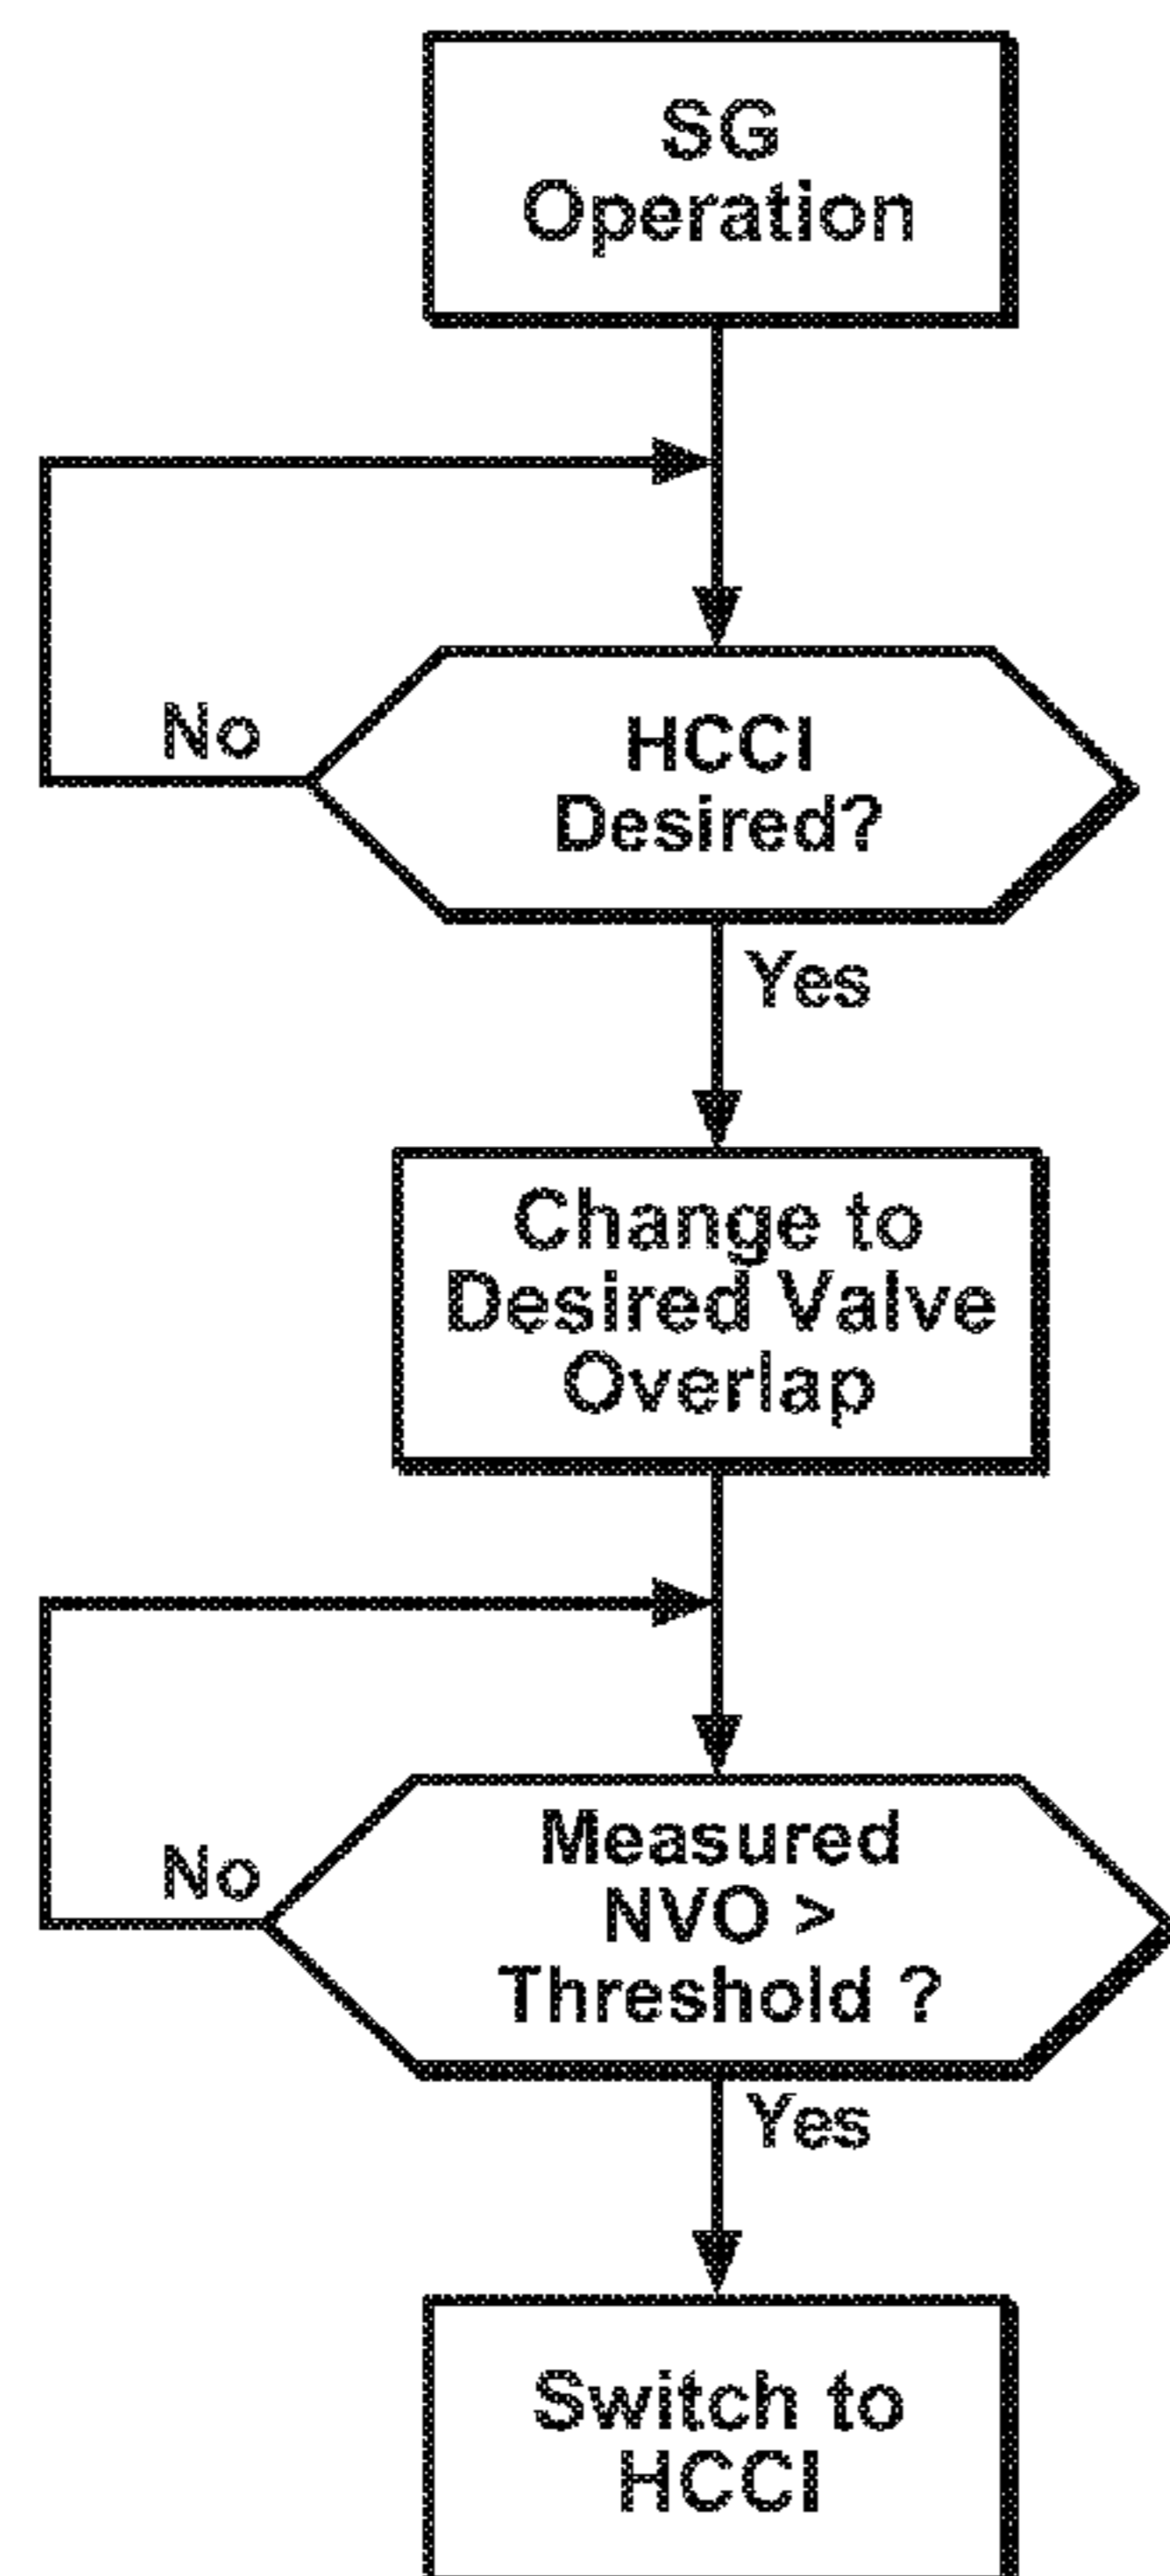 SG
Operation
HCCI
Desired?
No
Yes
Change to
Desired Valve
Overlap
Measured
NVO >
Threshold ?
No
Yes
Switch to
HCCI